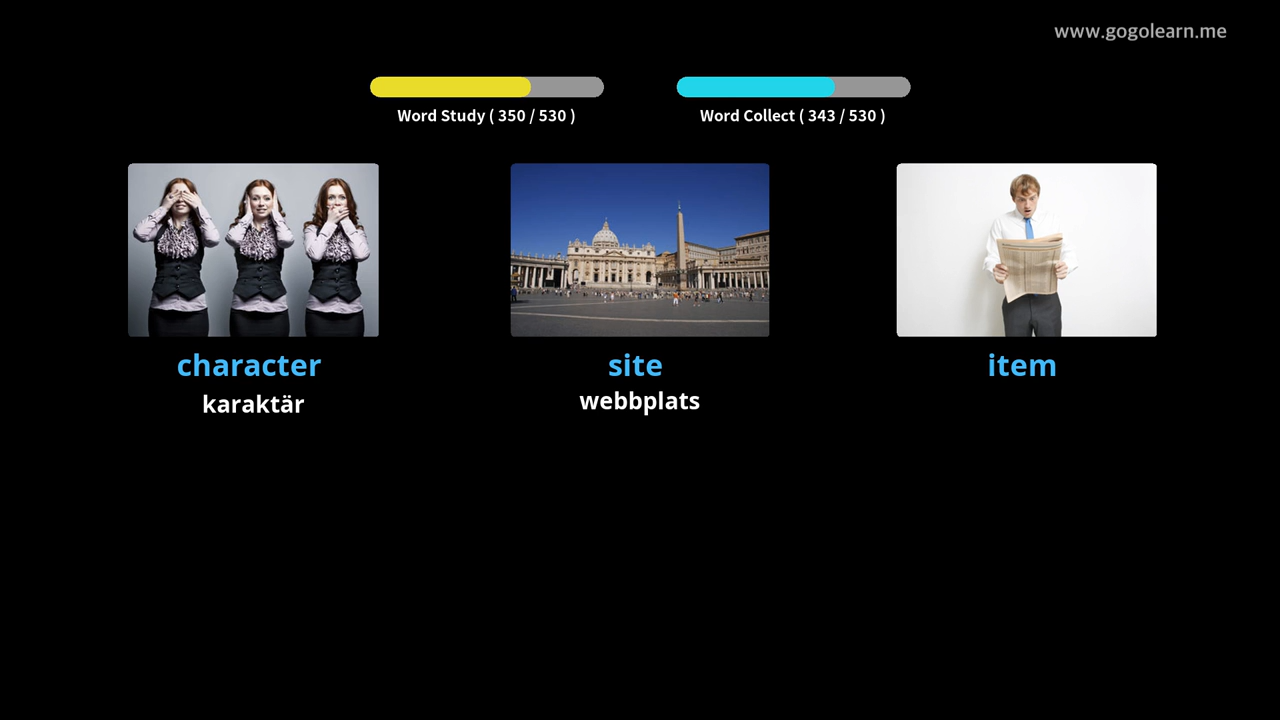 www.gogolearn.me
Word Study ( 350 / 530 )
Word Collect ( 343 / 530 )
character
site
item
karaktär
webbplats